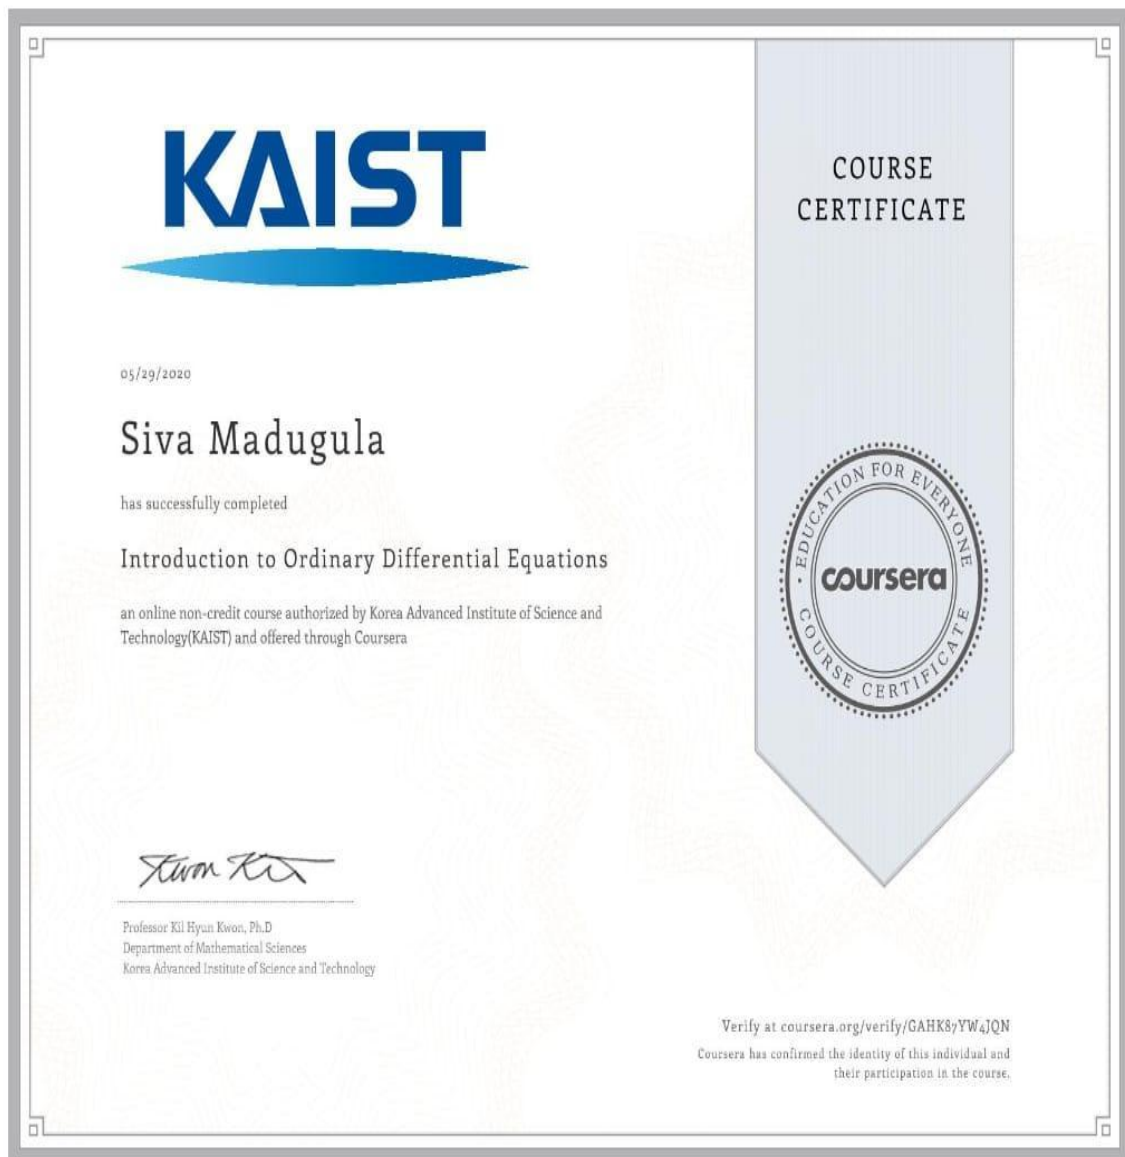 KAIST
COURSE
CERTIFICATE
05/29/2020
Siva Madugula
has successfully completed
Introduction to Ordinary Differential Equations
an online non-credit course authorized by Korea Advanced Institute of Science and
Technology(KAIST) and offered through Coursera
· EDUCATION FOR EVERYONE ·
coursera
COURSE CERTIFICATE
Kwon Kil
Professor Kil Hyun Kwon, Ph.D
Department of Mathematical Sciences
Korea Advanced Institute of Science and Technology
Verify at coursera.org/verify/GAHK87YW4JQN
Coursera has confirmed the identity of this individual and
their participation in the course.